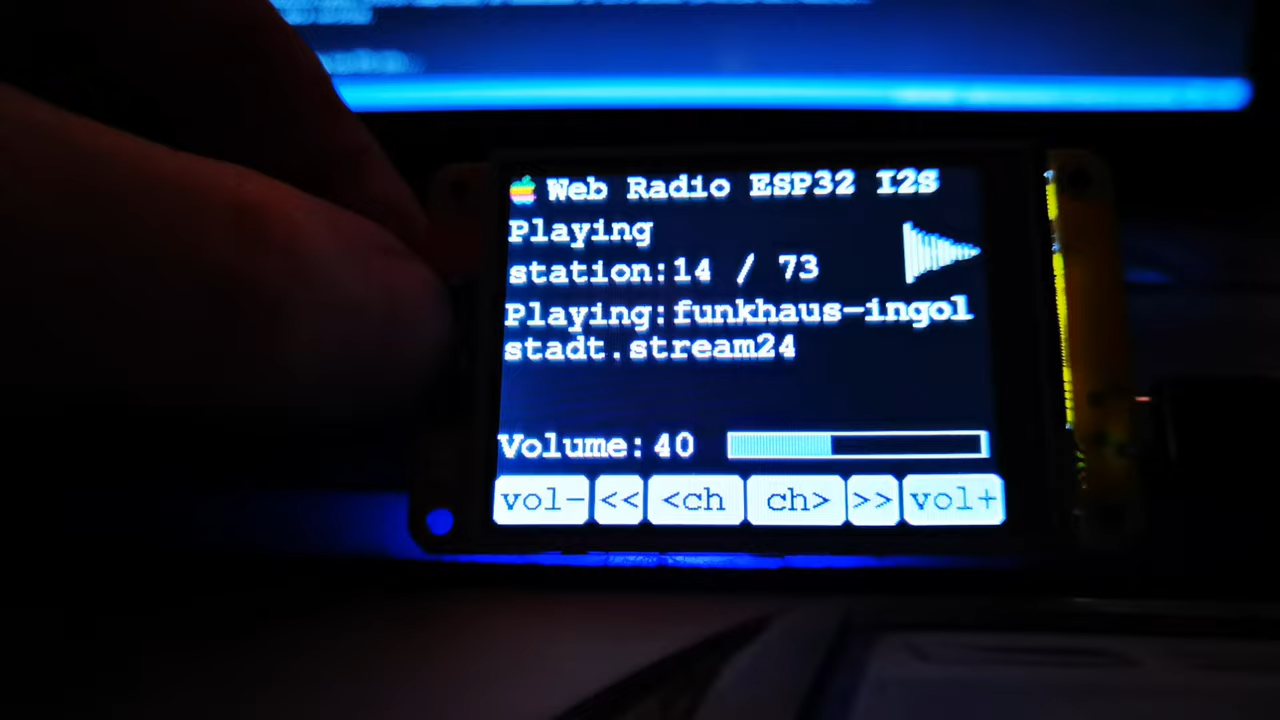 Web Radio ESP32 I2S
Playing
station:14 / 73
Playing:funkhaus-ingol
stadt.stream24
Volume:40
vol- << <ch ch> >> vol+